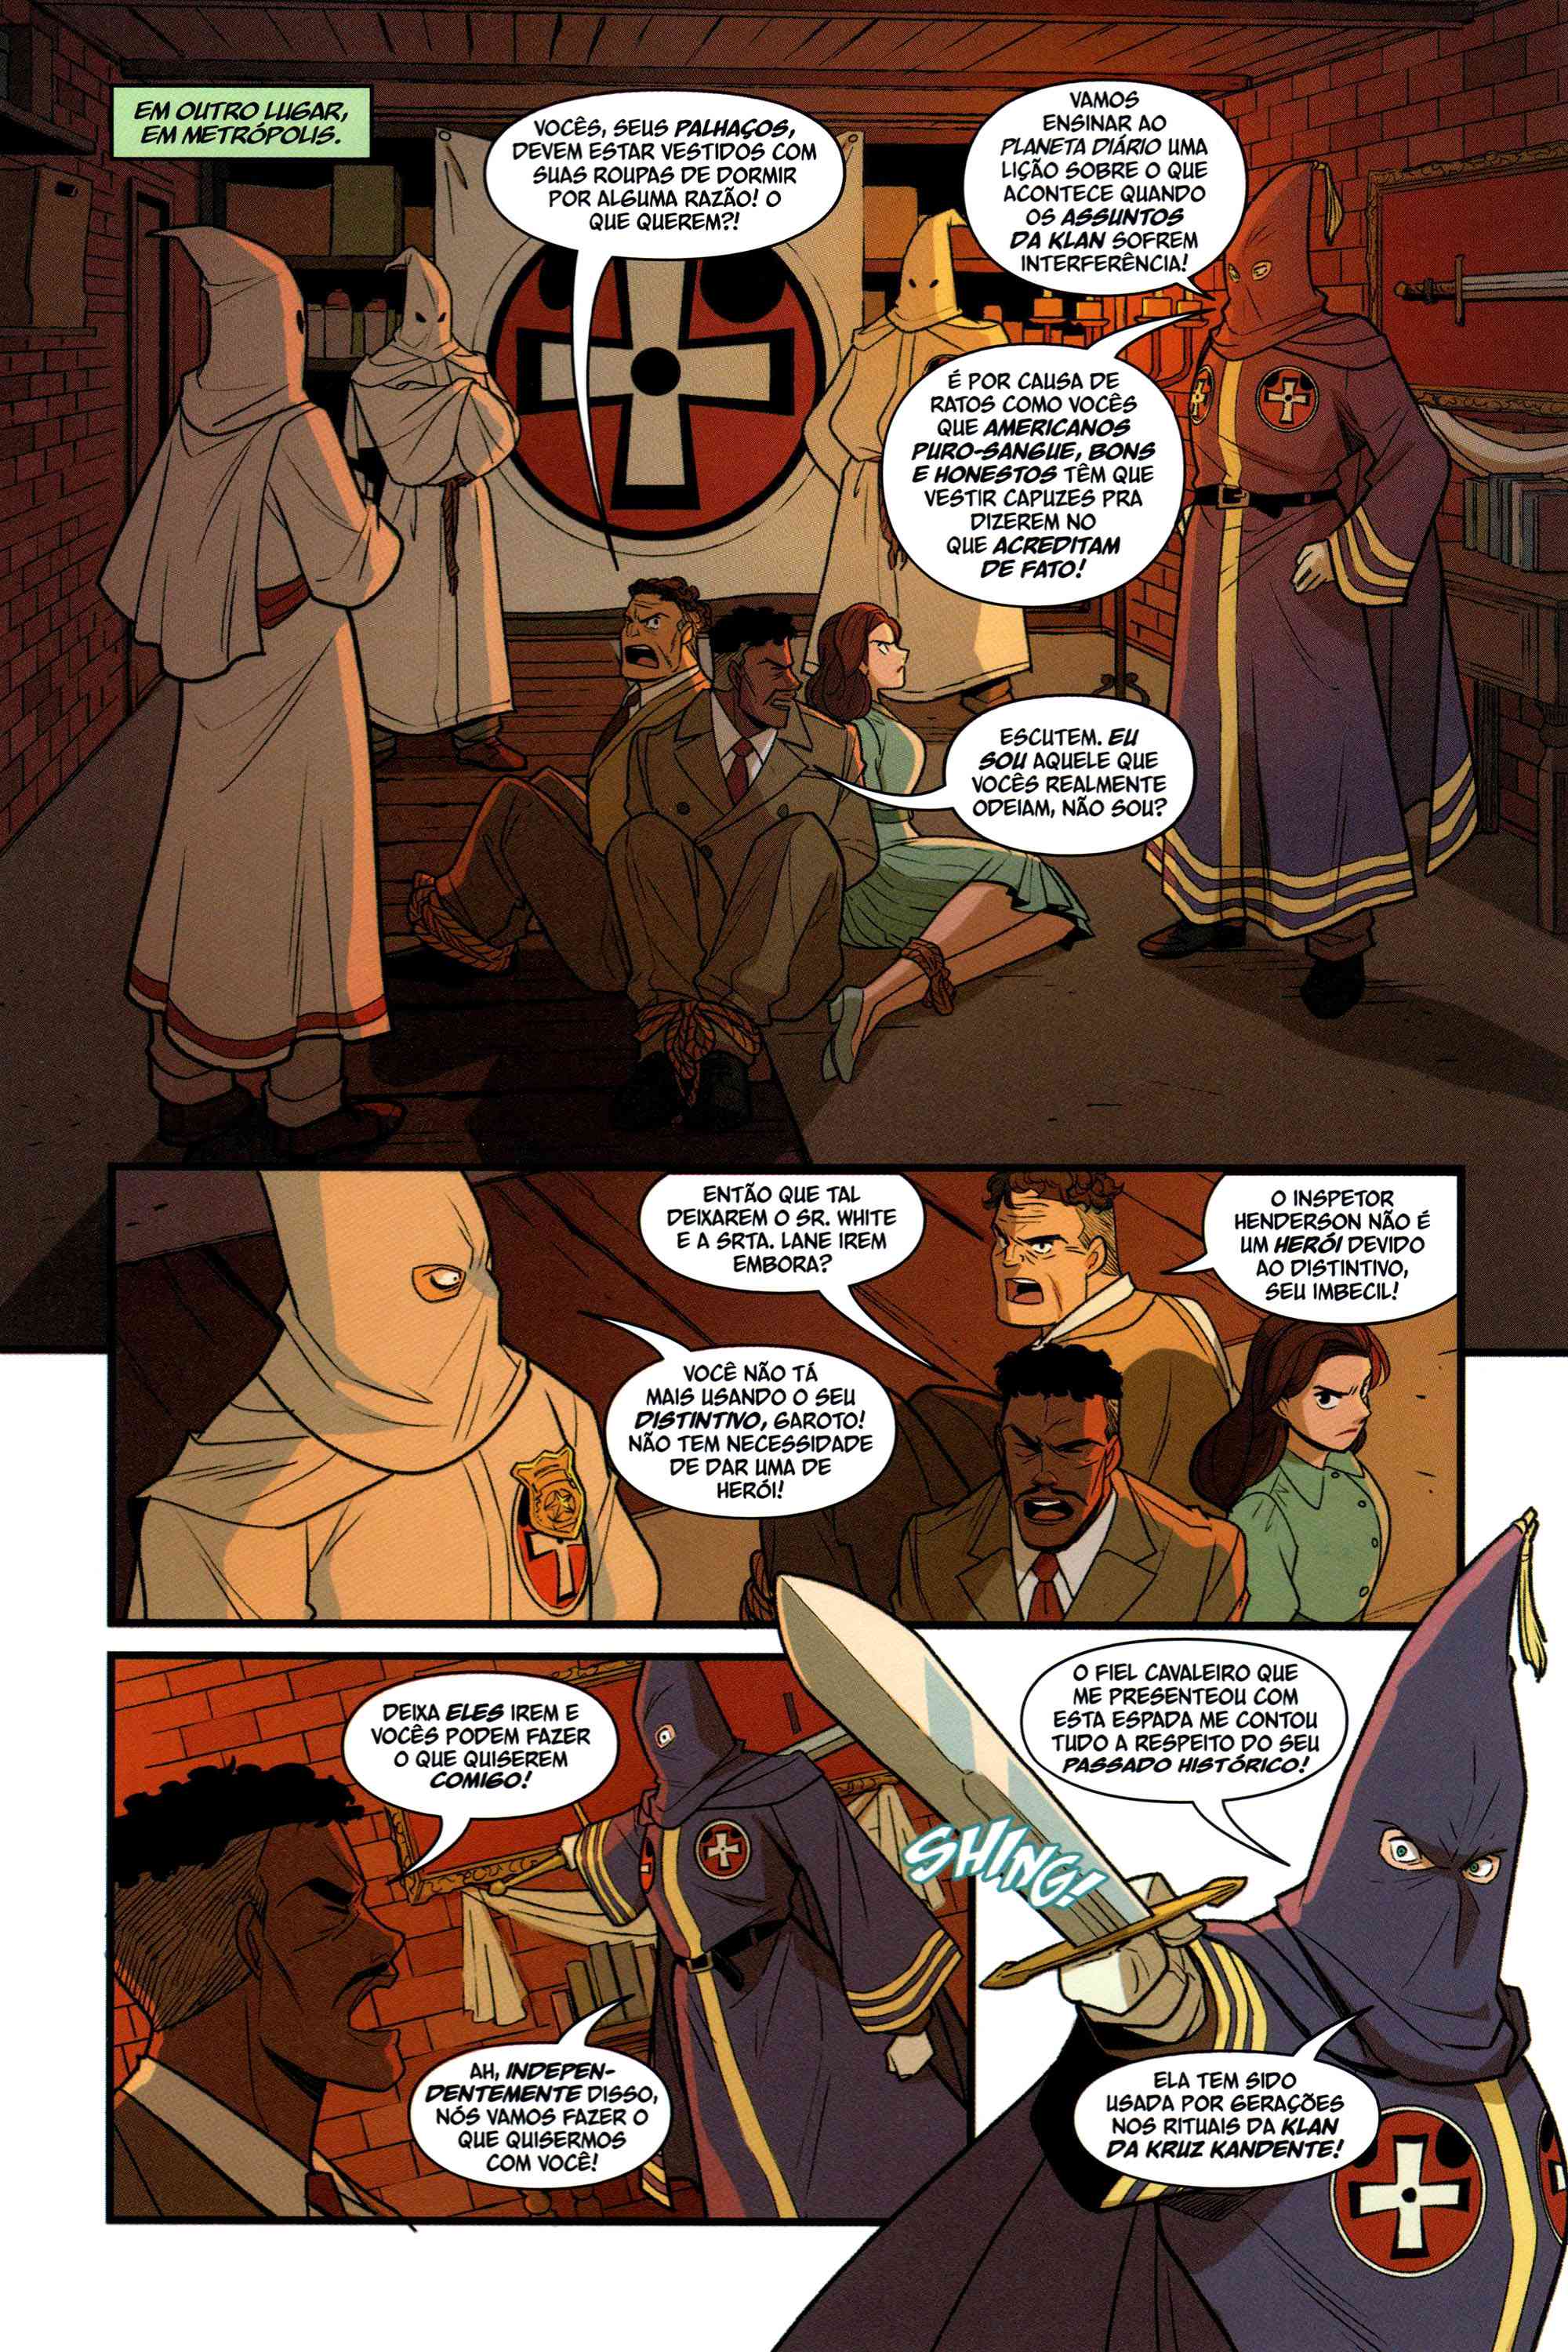 EM OUTRO LUGAR,
EM METRÓPOLIS.
VOCÊS, SEUS PALHAÇOS,
DEVEM ESTAR VESTIDOS COM
SUAS ROUPAS DE DORMIR
POR ALGUMA RAZÃO! O
QUE QUEREM?!
VAMOS
ENSINAR AO
PLANETA DIÁRIO UMA
LIÇÃO SOBRE O QUE
ACONTECE QUANDO
OS ASSUNTOS
DA KLAN SOFREM
INTERFERÊNCIA!
É POR CAUSA DE
RATOS COMO VOCÊS
QUE AMERICANOS
PURO-SANGUE, BONS
E HONESTOS TÊM QUE
VESTIR CAPUZES PRA
DIZEREM NO
QUE ACREDITAM
DE FATO!
ESCUTEM. EU
SOU AQUELE QUE
VOCÊS REALMENTE
ODEIAM, NÃO SOU?
ENTÃO QUE TAL
DEIXAREM O SR. WHITE
E A SRTA. LANE IREM
EMBORA?
VOCÊ NÃO TÁ
MAIS USANDO O SEU
DISTINTIVO, GAROTO!
NÃO TEM NECESSIDADE
DE DAR UMA DE
HERÓI!
O INSPETOR
HENDERSON NÃO É
UM HERÓI DEVIDO
AO DISTINTIVO,
SEU IMBECIL!
DEIXA ELES IREM E
VOCÊS PODEM FAZER
O QUE QUISEREM
COMIGO!
AH, INDEPEN-
DENTEMENTE DISSO,
NÓS VAMOS FAZER O
QUE QUISERMOS
COM VOCÊ!
SHING!
O FIEL CAVALEIRO QUE
ME PRESENTEOU COM
ESTA ESPADA ME CONTOU
TUDO A RESPEITO DO SEU
PASSADO HISTÓRICO!
ELA TEM SIDO
USADA POR GERAÇÕES
NOS RITUAIS DA KLAN
DA KRUZ KANDENTE!